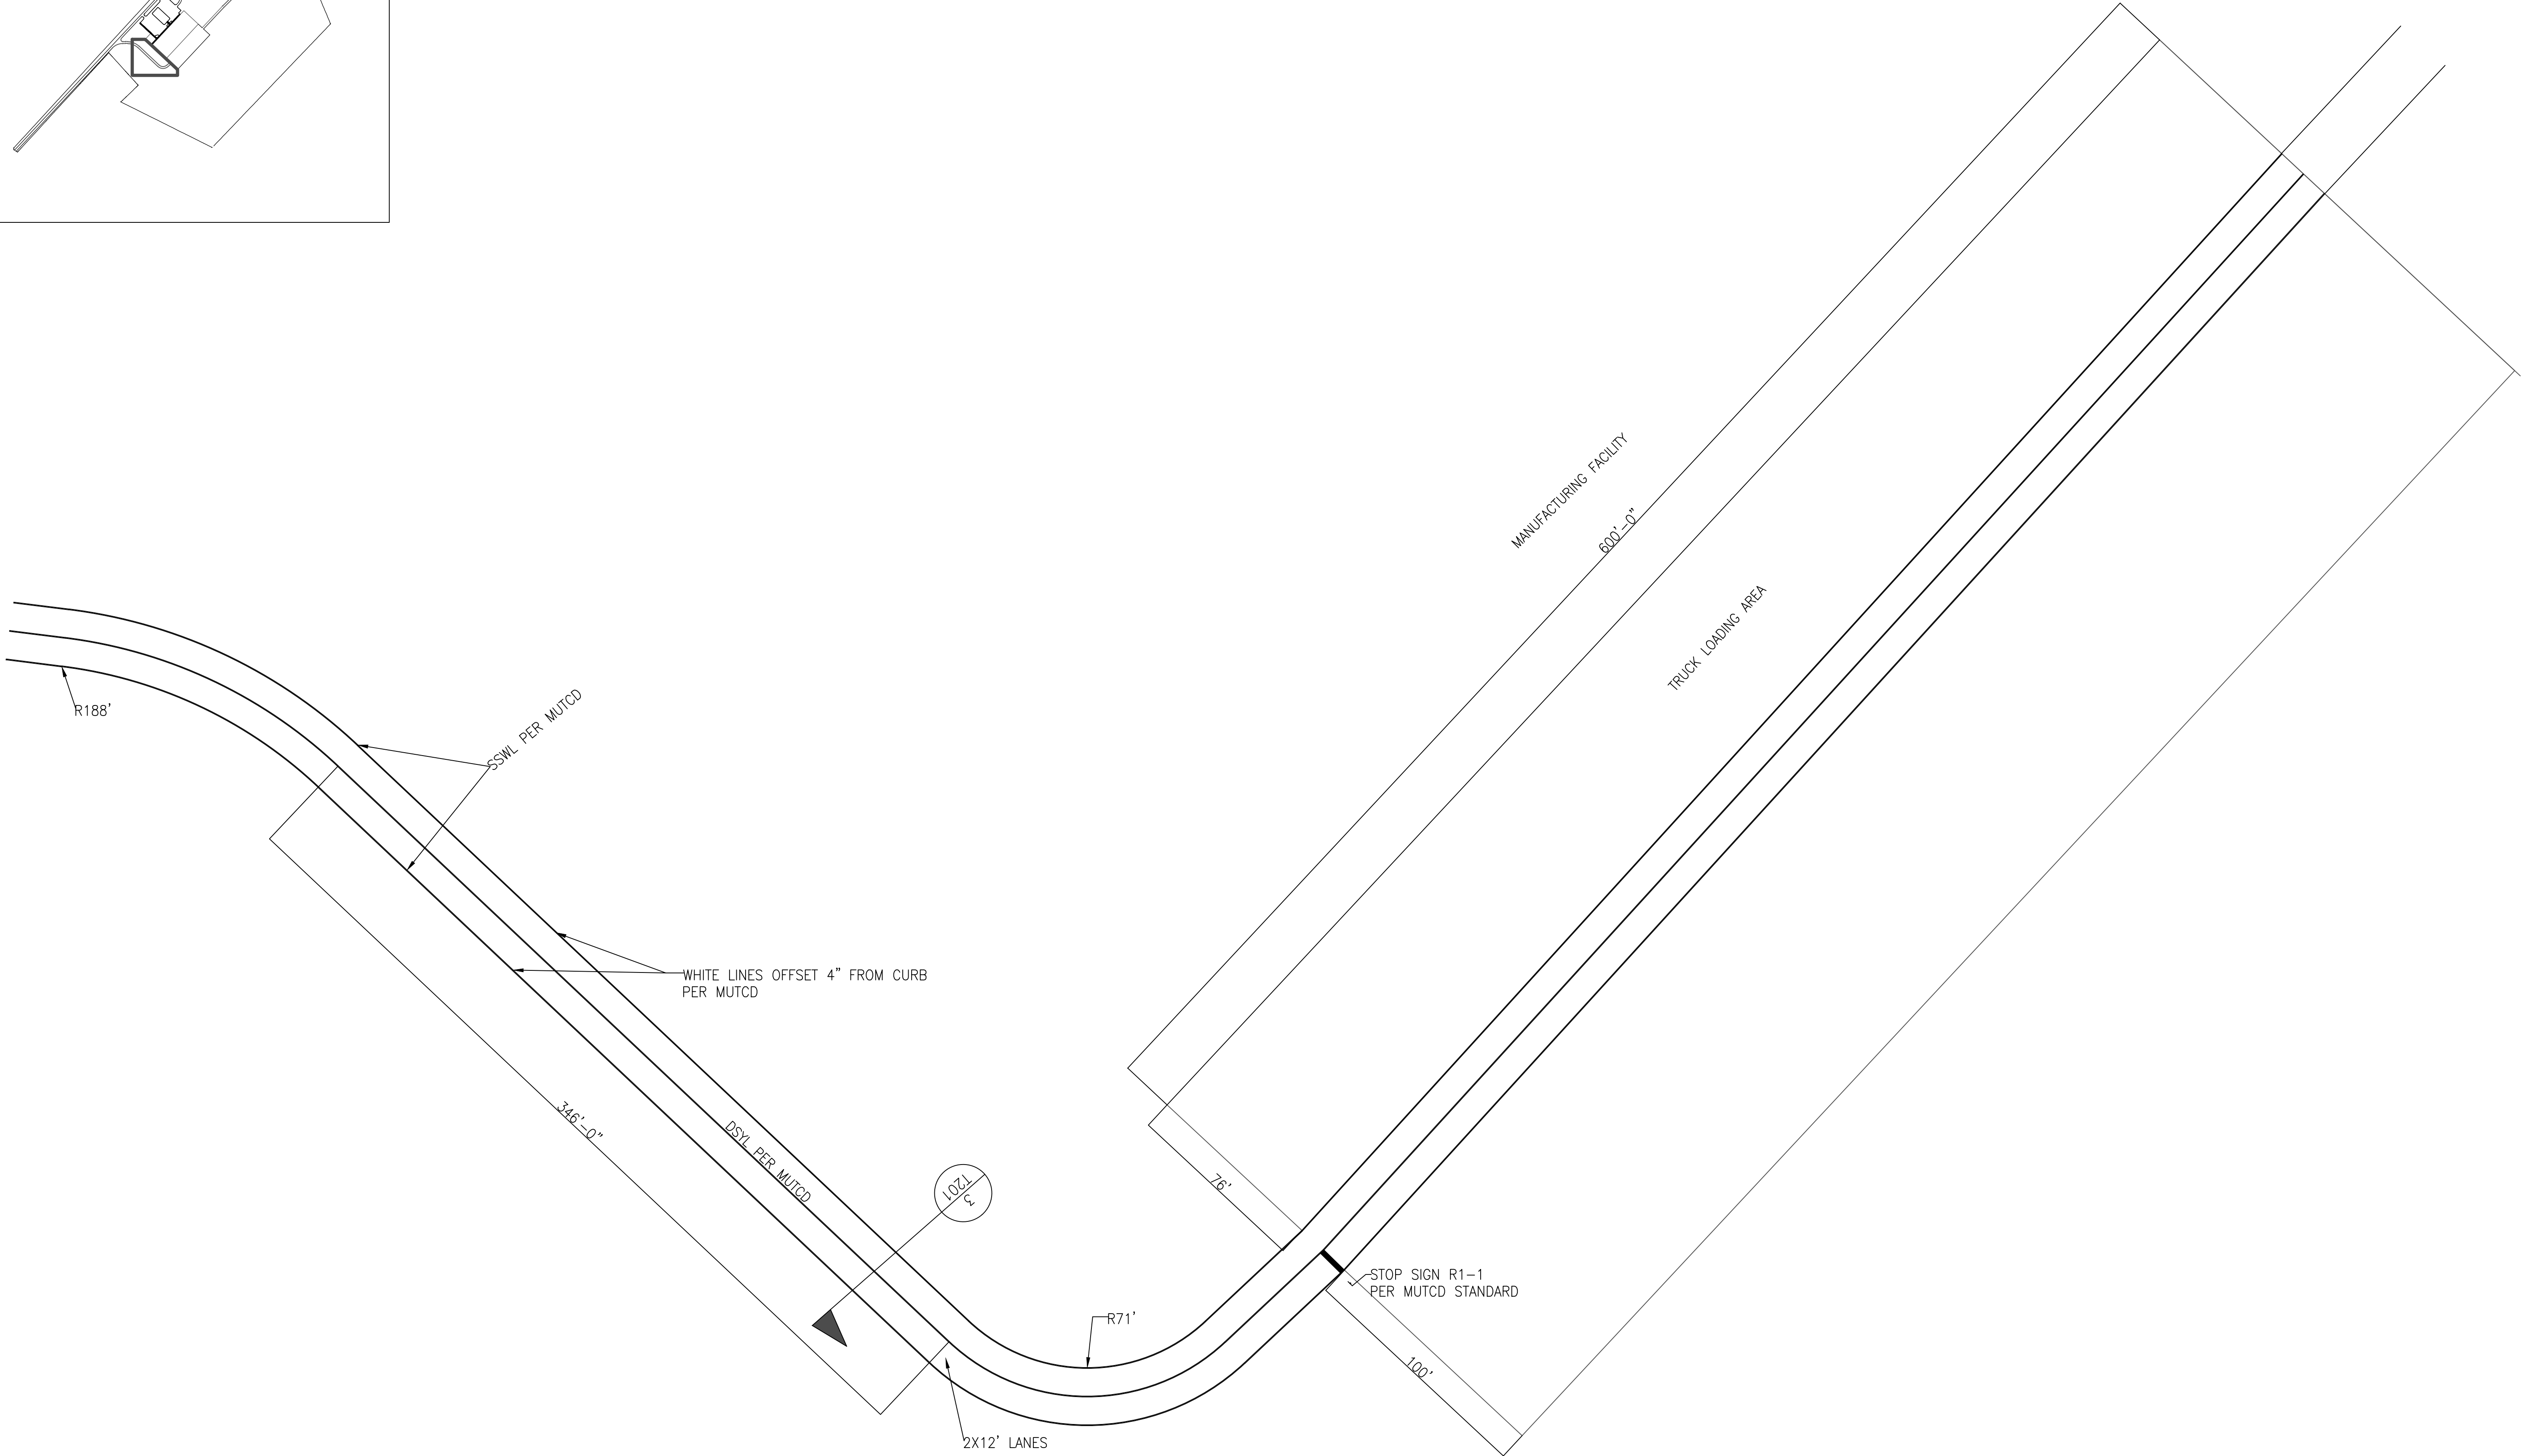 MANUFACTURING FACILITY
600'-0"
TRUCK LOADING AREA
R188'
SSWL PER MUTCD
WHITE LINES OFFSET 4" FROM CURB
PER MUTCD
346'-0"
DSYL PER MUTCD
3
T201
76'
STOP SIGN R1-1
PER MUTCD STANDARD
R71'
100'
2X12' LANES